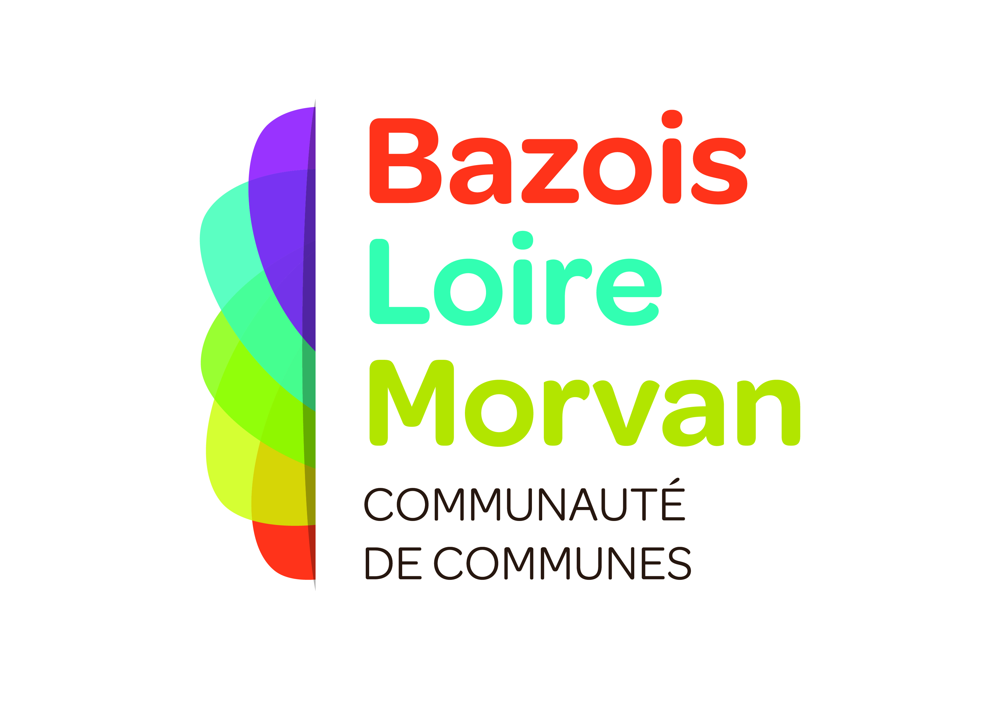 Bazois
Loire
Morvan
COMMUNAUTÉ
DE COMMUNES